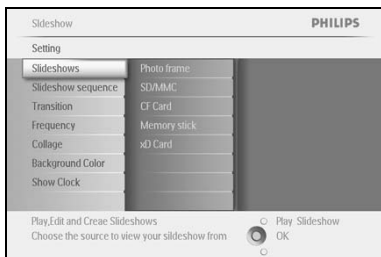 Slideshow PHILIPS
Setting
Slideshows Photo frame
Slideshow sequence SD/MMC
Transition CF Card
Frequency Memory stick
Collage xD Card
Background Color
Show Clock
Play,Edit and Creae Slideshows Play Slideshow
Choose the source to view your sildeshow from OK